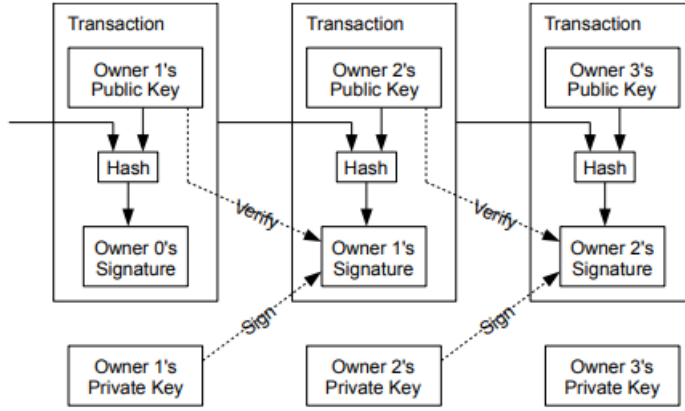 Transaction
Transaction
Transaction
Owner 1's
Public Key
Owner 2's
Public Key
Owner 3's
Public Key
Hash
Hash
Hash
Verify
Verify
Owner 0's
Signature
Owner 1's
Signature
Owner 2's
Signature
Sign
Sign
Owner 1's
Private Key
Owner 2's
Private Key
Owner 3's
Private Key